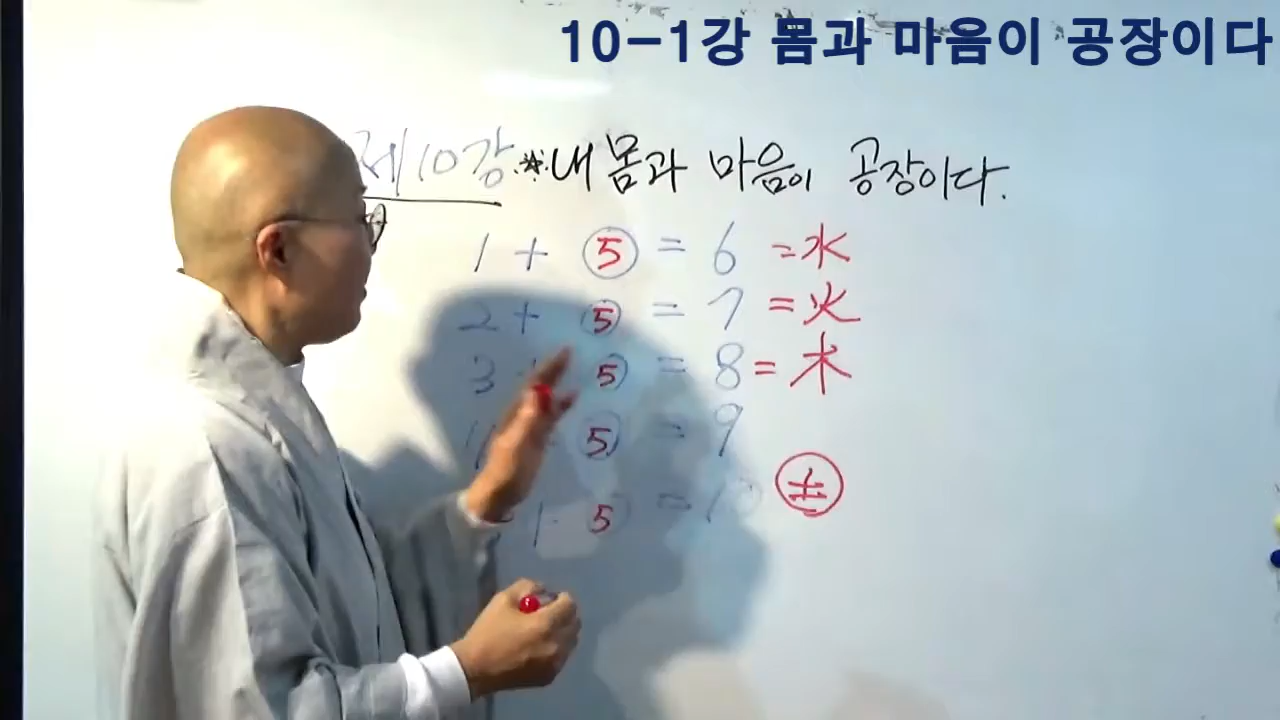 10-1강 몸과 마음이 공장이다
제10강 ※내 몸과 마음이 공장이다.
1 + 5 = 6 = 水
2 + 5 = 7 = 火
3 + 5 = 8 = 木
5 = 9
+ 5 = 10 土